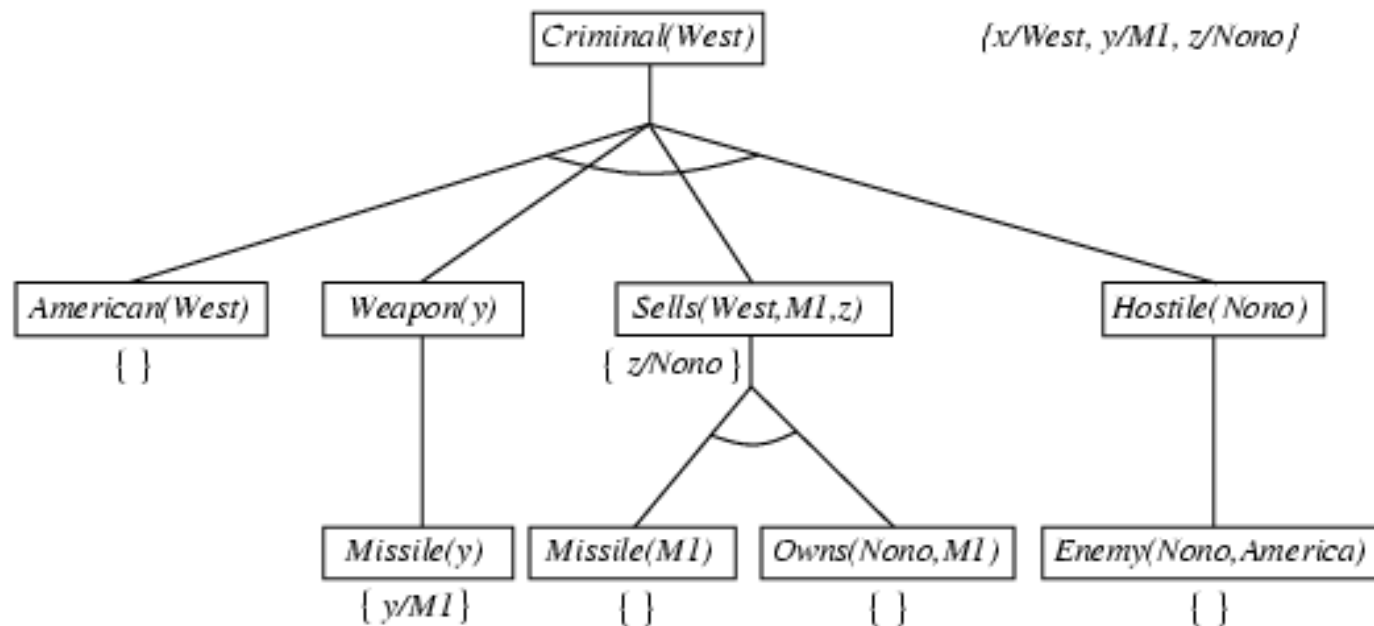 Criminal(West)
{x/West, y/M1, z/Nono}
American(West)
Weapon(y)
Sells(West,M1,z)
Hostile(Nono)
{ }
{ z/Nono }
Missile(y)
Missile(M1)
Owns(Nono,M1)
Enemy(Nono,America)
{ y/M1 }
{ }
{ }
{ }